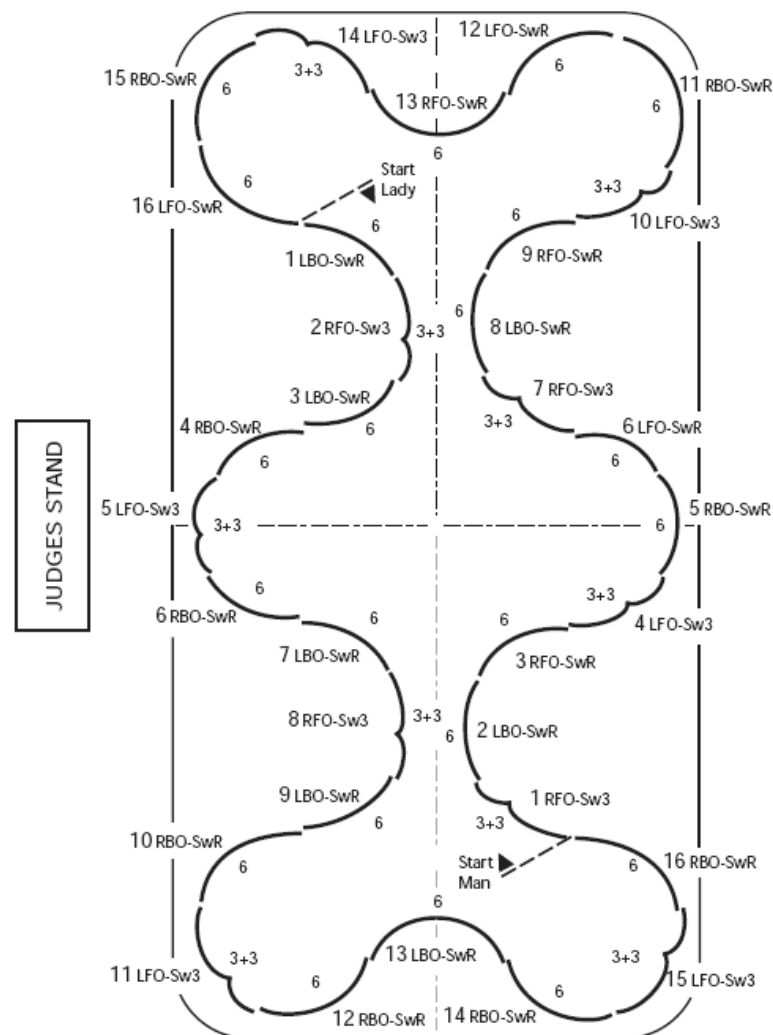 14 LFO-Sw3
12 LFO-SwR
15 RBO-SwR
3+3
6
6
11 RBO-SwR
6
13 RFO-SwR
6
6
Start
Lady
6
3+3
16 LFO-SwR
6
6
10 LFO-Sw3
1 LBO-SwR
9 RFO-SwR
2 RFO-Sw3
3+3
6
8 LBO-SwR
3 LBO-SwR
7 RFO-Sw3
4 RBO-SwR
6
3+3
6 LFO-SwR
6
6
5 LFO-Sw3
3+3
6
5 RBO-SwR
JUDGES STAND
6
3+3
6 RBO-SwR
6
6
4 LFO-Sw3
7 LBO-SwR
3 RFO-SwR
8 RFO-Sw3
3+3
6
2 LBO-SwR
9 LBO-SwR
1 RFO-Sw3
6
3+3
10 RBO-SwR
6
Start
Man
6
16 RBO-SwR
6
13 LBO-SwR
11 LFO-Sw3
3+3
3+3
15 LFO-Sw3
6
6
12 RBO-SwR
14 RBO-SwR